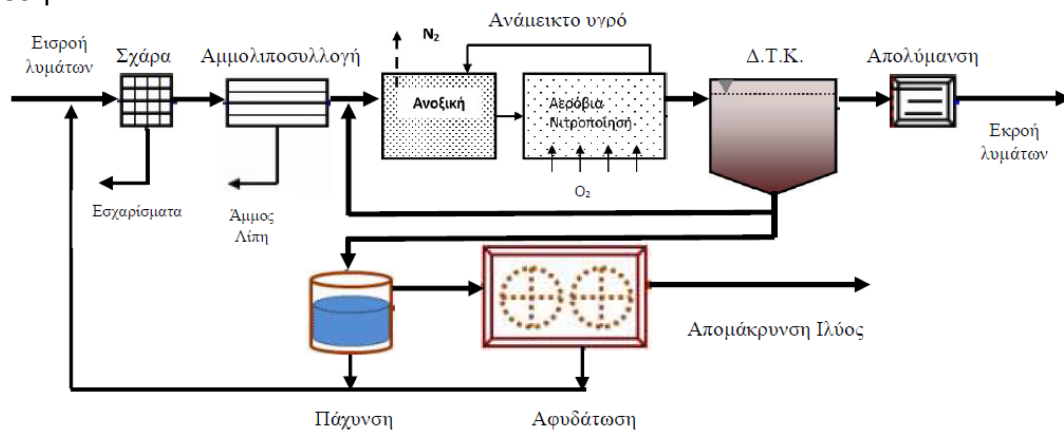 Ανάμεικτο υγρό
Εισροή
λυμάτων
Σχάρα
Αμμολιποσυλλογή
N₂
Δ.Τ.Κ.
Απολύμανση
Ανοξική
Αερόβια
Νιτροποίηση
Εκροή
λυμάτων
O₂
Εσχαρίσματα
Άμμος
Λίπη
Απομάκρυνση Ιλύος
Πάχυνση
Αφυδάτωση